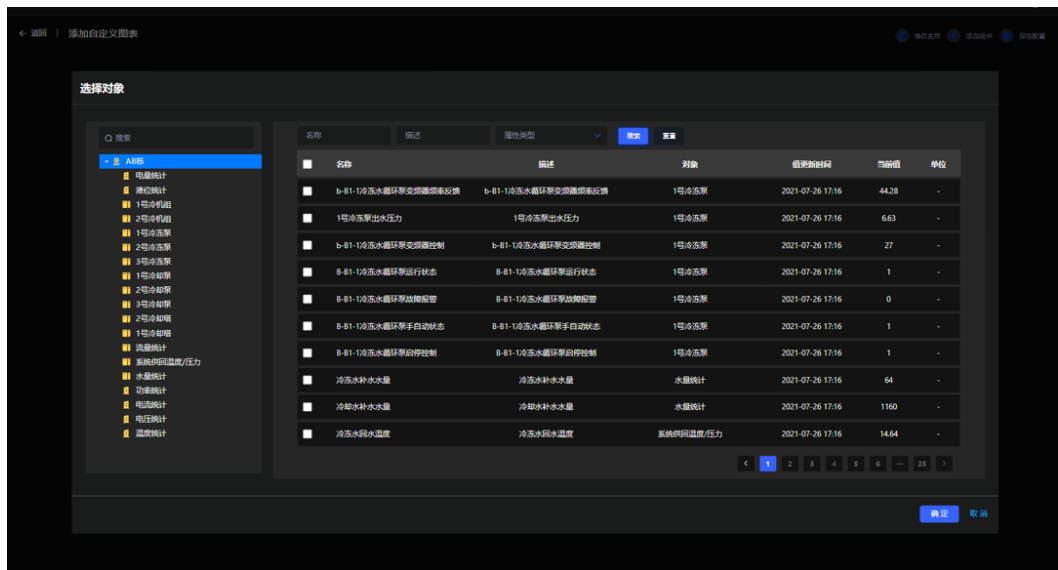 ← 返回 | 添加自定义图表 修改名称 添加组件 保存配置
选择对象
搜索
名称 描述 属性类型 搜索 重置
AB栋
电量统计
液位统计
1号冷机组
2号冷机组
1号冷冻泵
2号冷冻泵
3号冷冻泵
1号冷却泵
2号冷却泵
3号冷却泵
2号冷却塔
1号冷却塔
流量统计
系统供回温度/压力
水量统计
功率统计
电流统计
电压统计
温度统计
名称 描述 对象 值更新时间 当前值 单位
b-B1-1冷冻水循环泵变频器频率反馈 b-B1-1冷冻水循环泵变频器频率反馈 1号冷冻泵 2021-07-26 17:16 44.28 -
1号冷冻泵出水压力 1号冷冻泵出水压力 1号冷冻泵 2021-07-26 17:16 6.63 -
b-B1-1冷冻水循环泵变频器控制 b-B1-1冷冻水循环泵变频器控制 1号冷冻泵 2021-07-26 17:16 27 -
B-B1-1冷冻水循环泵运行状态 B-B1-1冷冻水循环泵运行状态 1号冷冻泵 2021-07-26 17:16 1 -
B-B1-1冷冻水循环泵故障报警 B-B1-1冷冻水循环泵故障报警 1号冷冻泵 2021-07-26 17:16 0 -
B-B1-1冷冻水循环泵手自动状态 B-B1-1冷冻水循环泵手自动状态 1号冷冻泵 2021-07-26 17:16 1 -
B-B1-1冷冻水循环泵启停控制 B-B1-1冷冻水循环泵启停控制 1号冷冻泵 2021-07-26 17:16 1 -
冷冻水补水水量 冷冻水补水水量 水量统计 2021-07-26 17:16 64 -
冷却水补水水量 冷却水补水水量 水量统计 2021-07-26 17:16 1160 -
冷冻水回水温度 冷冻水回水温度 系统供回温度/压力 2021-07-26 17:16 14.64 -
< 1 2 3 4 5 6 ··· 25 >
确定 取消